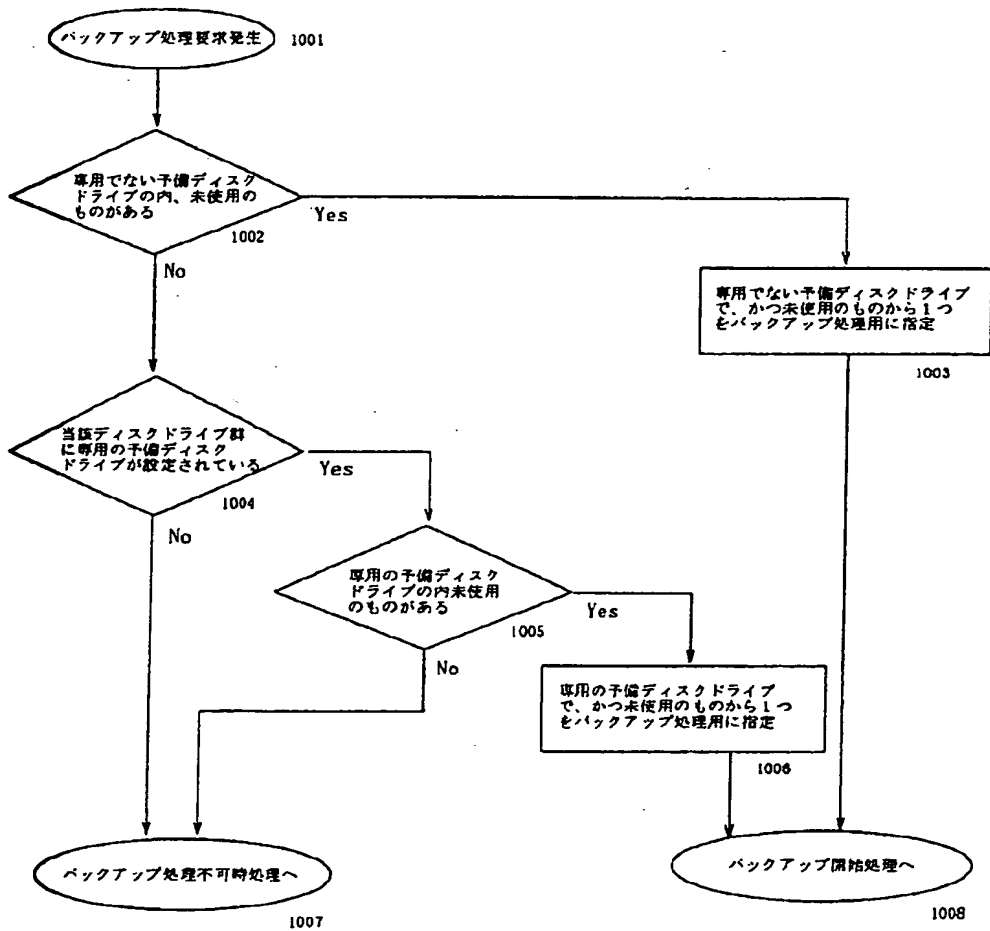 バックアップ処理要求発生
1001
専用でない予備ディスク
ドライブの内、未使用の
ものがある
1002
Yes
No
専用でない予備ディスクドライブ
で、かつ未使用のものから1つ
をバックアップ処理用に指定
1003
当該ディスクドライブ群
に専用の予備ディスク
ドライブが設定されている
1004
Yes
No
専用の予備ディスク
ドライブの内未使用
のものがある
1005
Yes
No
専用の予備ディスクドライブ
で、かつ未使用のものから1つ
をバックアップ処理用に指定
1006
バックアップ処理不可時処理へ
1007
バックアップ開始処理へ
1008